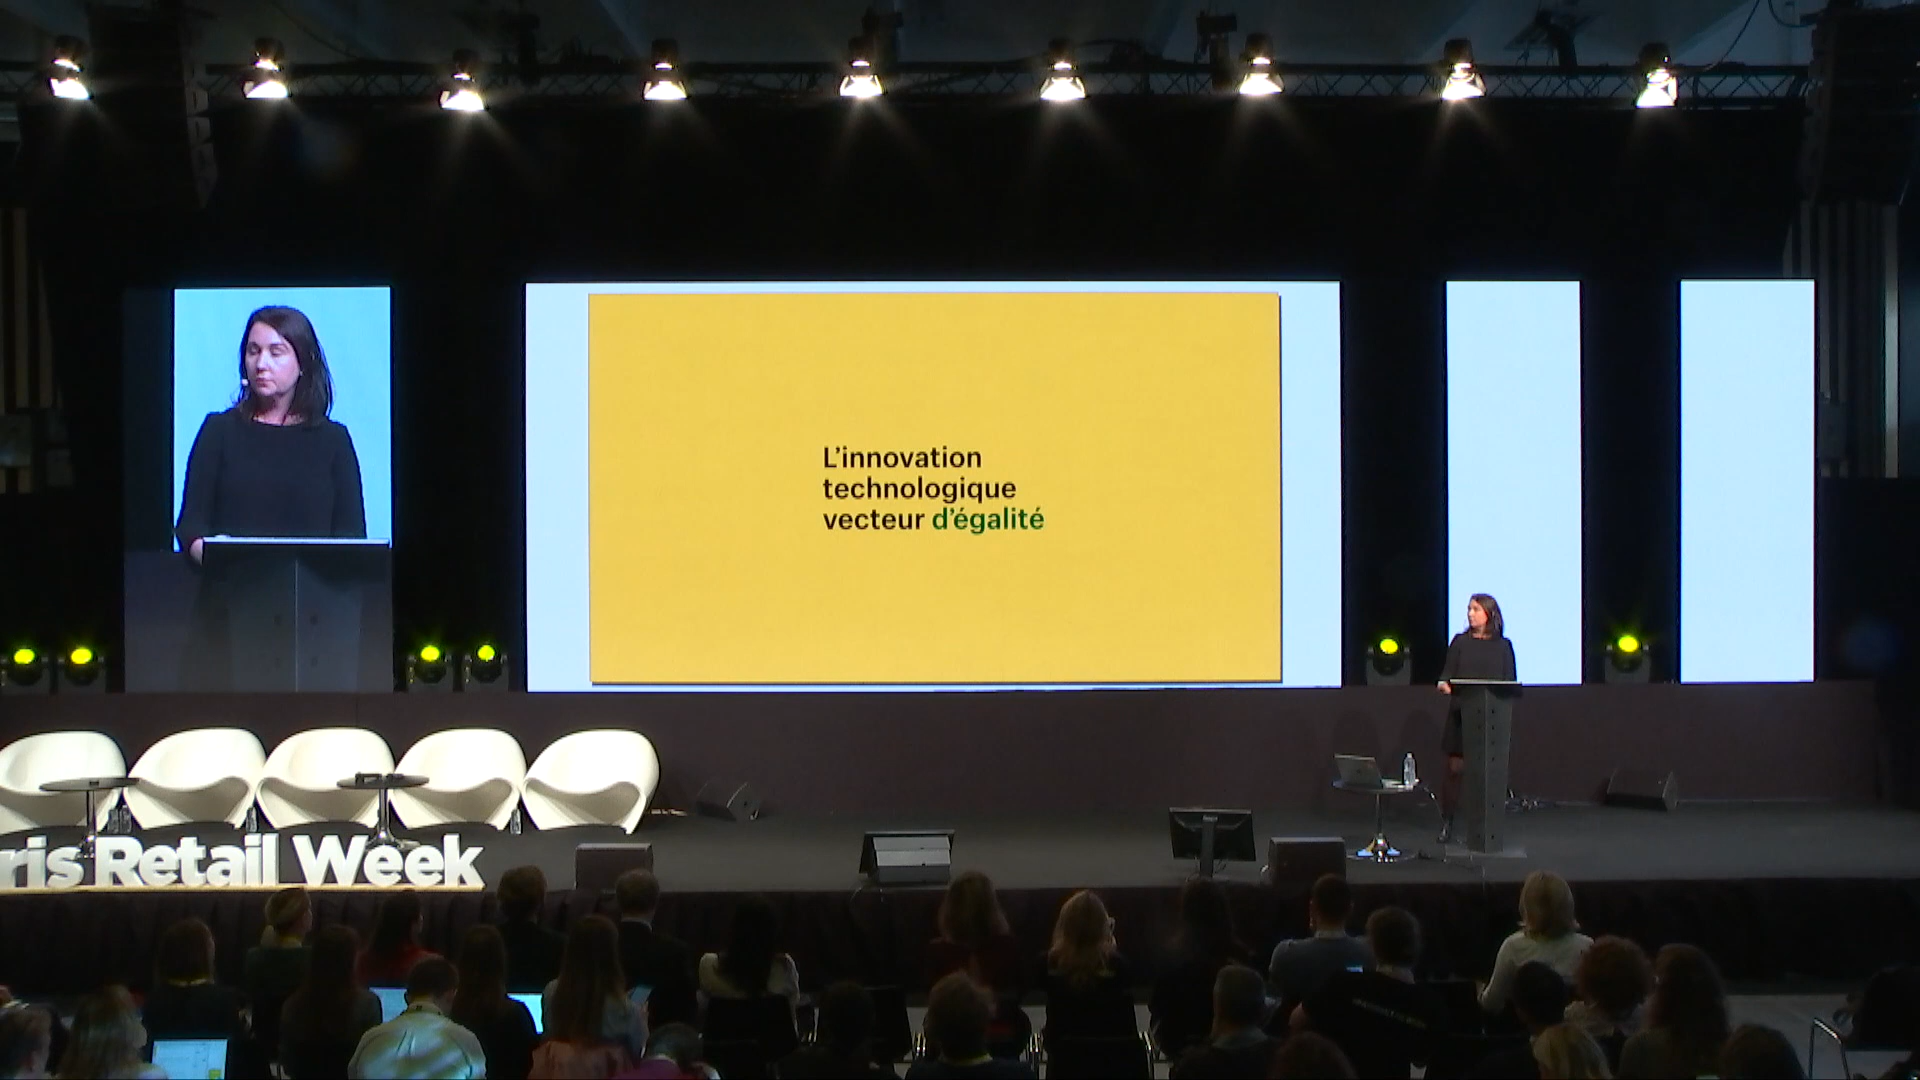 L'innovation
technologique
vecteur d'égalité
ris Retail Week